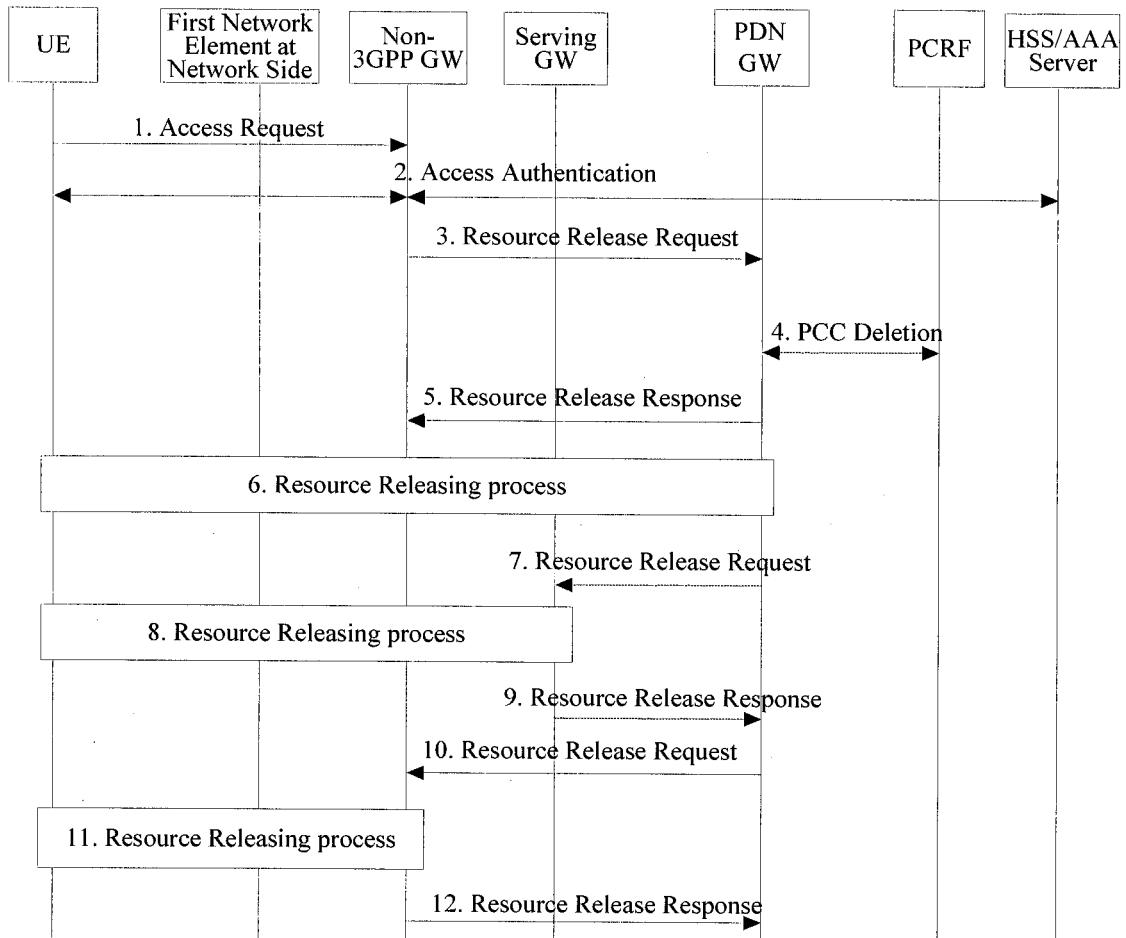 UE
First Network
Element at
Network Side
Non-
3GPP GW
Serving
GW
PDN
GW
PCRF
HSS/AAA
Server
1. Access Request
2. Access Authentication
3. Resource Release Request
4. PCC Deletion
5. Resource Release Response
6. Resource Releasing process
7. Resource Release Request
8. Resource Releasing process
9. Resource Release Response
10. Resource Release Request
11. Resource Releasing process
12. Resource Release Response